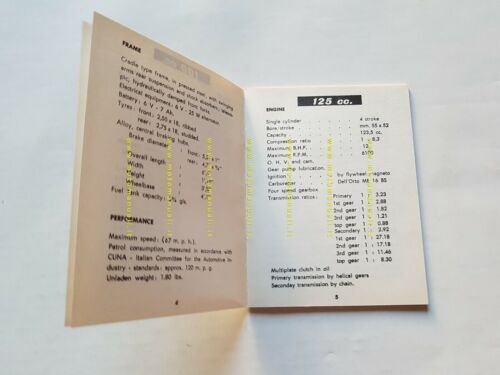 FRAME
Cradle type frame, in pressed steel, with swinging
arms rear suspension and shock absorbers,
pic, hydraulically damped front forks.
Electrical equipment: 6 V - 25 W alternator.
Battery: 6 V - 7 Ah.
Tyres: front: 2,50 x 18, ribbed
rear: 2,75 x 18, studded.
Alloy, central brakes hubs.
Brake diameter:
Overall length
Width
Height
Wheelbase
Fuel tank capacity:
PERFORMANCE
Maximum speed: (67 m. p. h.)
Petrol consumption, measured in accordance with
CUNA - Italian Committee for the Automotive In-
dustry - standards: approx. 120 m. p. g.
Unladen weight: 1.80 lbs.
4
125 cc.
ENGINE
Single cylinder . . . 4 stroke
Bore/stroke . . . mm. 55 x 52
Capacity . . . 123,5 cc.
Compression ratio . . . 1 : 8,3
Maximum B.H.P. . . . 12
Maximum R.P.M. . . . 6100
O. H. V. and cam.
Gear pump lubrication.
Ignition . . . by flywheel magneto
Carburetter . . . Dell'Orto ME 16 BS
Four speed gearbox
Transmission ratios: Primary 1 : 3.23
1st gear 1 : 2.88
2nd gear 1 : 1.82
3rd gear 1 : 1.21
top gear 1 : 0.88
Secondary 1 : 2.92
1st gear 1 : 27.18
2nd gear 1 : 17.18
3rd gear 1 : 11.46
top gear 1 : 8.30
Multiplate clutch in oil
Primary transmission by helical gears
Seconday transmission by chain.
5